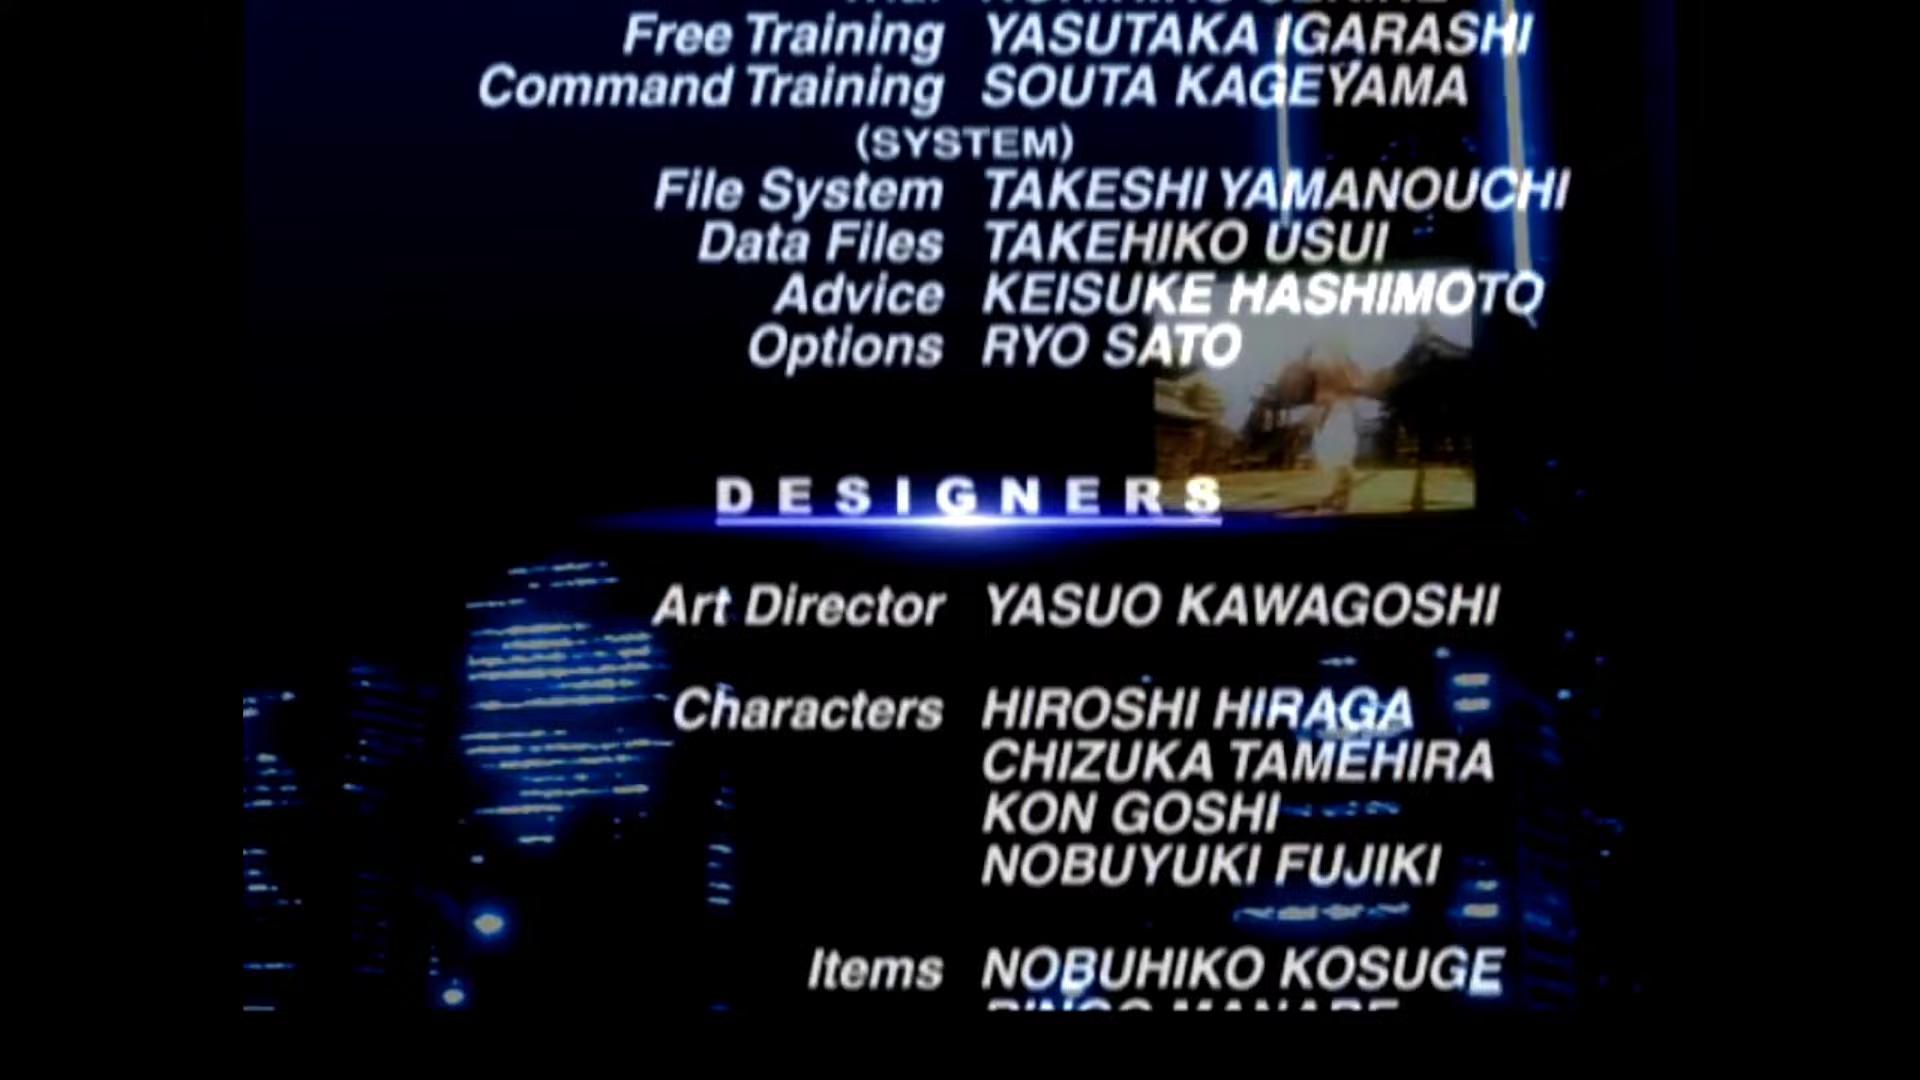 Free Training YASUTAKA IGARASHI
Command Training SOUTA KAGEYAMA
(SYSTEM)
File System TAKESHI YAMANOUCHI
Data Files TAKEHIKO USUI
Advice KEISUKE HASHIMOTO
Options RYO SATO
DESIGNERS
Art Director YASUO KAWAGOSHI
Characters HIROSHI HIRAGA
CHIZUKA TAMEHIRA
KON GOSHI
NOBUYUKI FUJIKI
Items NOBUHIKO KOSUGE